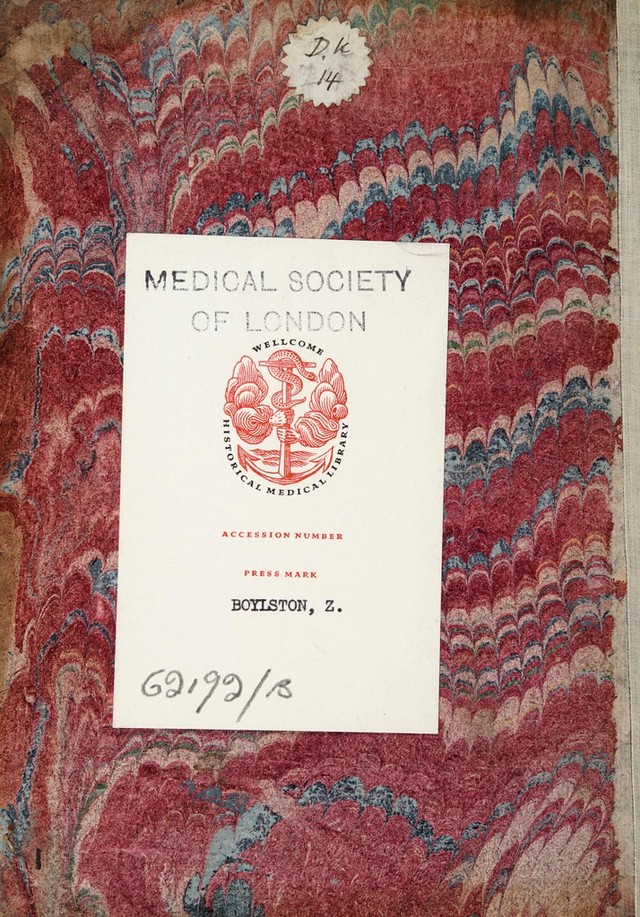 D.K
14
MEDICAL SOCIETY
OF LONDON
WELLCOME
HISTORICAL MEDICAL LIBRARY
ACCESSION NUMBER
PRESS MARK
BOYLSTON, Z.
62192/B